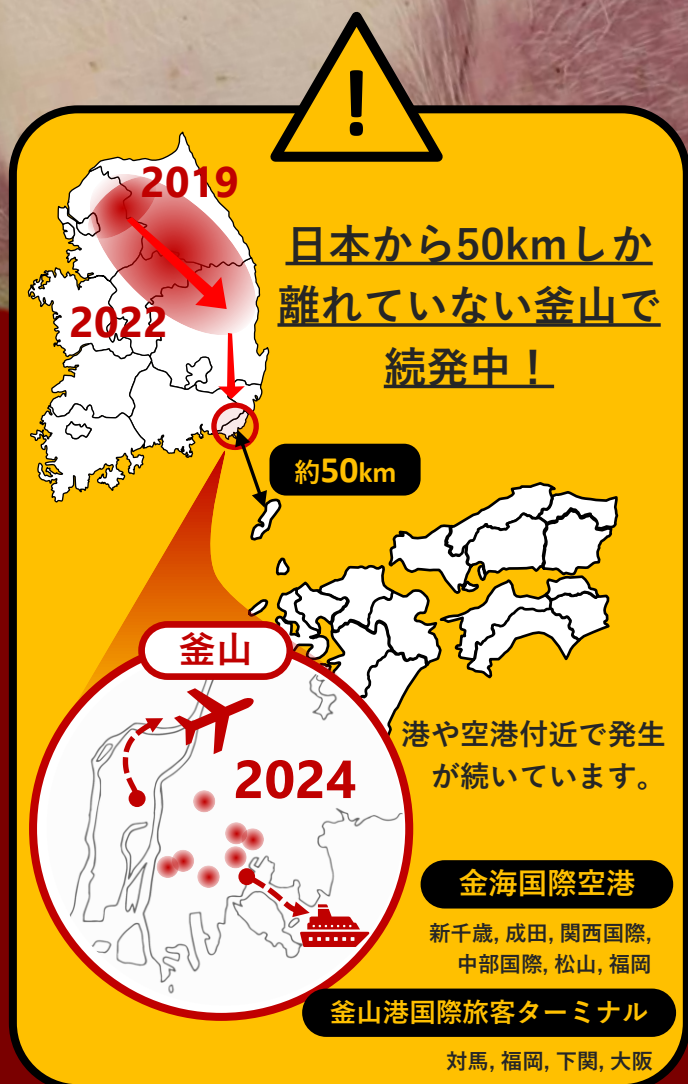 !
2019
日本から50kmしか
離れていない釜山で
続発中！
2022
約50km
釜山
2024
港や空港付近で発生
が続いています。
金海国際空港
新千歳, 成田, 関西国際,
中部国際, 松山, 福岡
釜山港国際旅客ターミナル
対馬, 福岡, 下関, 大阪